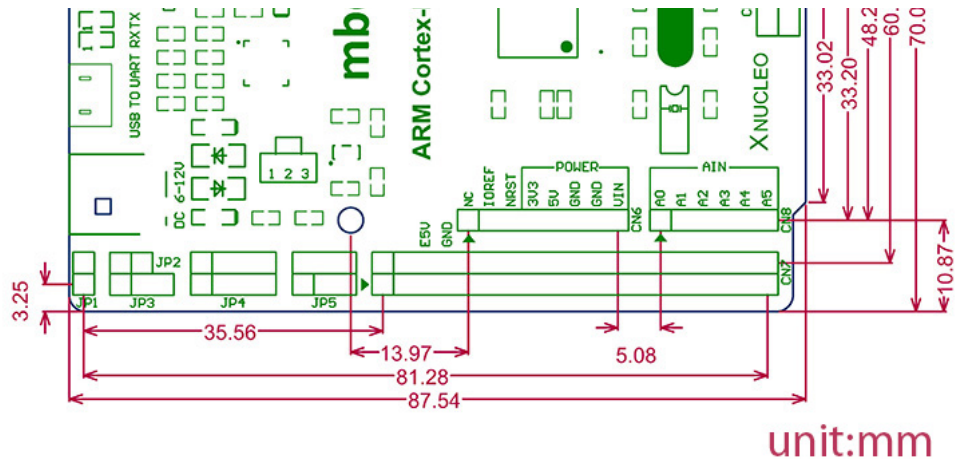 1 1
USB TO UART RXTX
mb
ARM Cortex-
X NUCLEO
33.02
33.20
48.2
60.
70.0
1 2 3
DC 6-12V
POWER
AIN
NC
IOREF
NRST
3V3
5V
GND
GND
VIN
CN6
A0
A1
A2
A3
A4
A5
CN8
E5V
GND
CN7
JP2
JP1
JP3
JP4
JP5
3.25
10.87
35.56
13.97
5.08
81.28
87.54
unit:mm